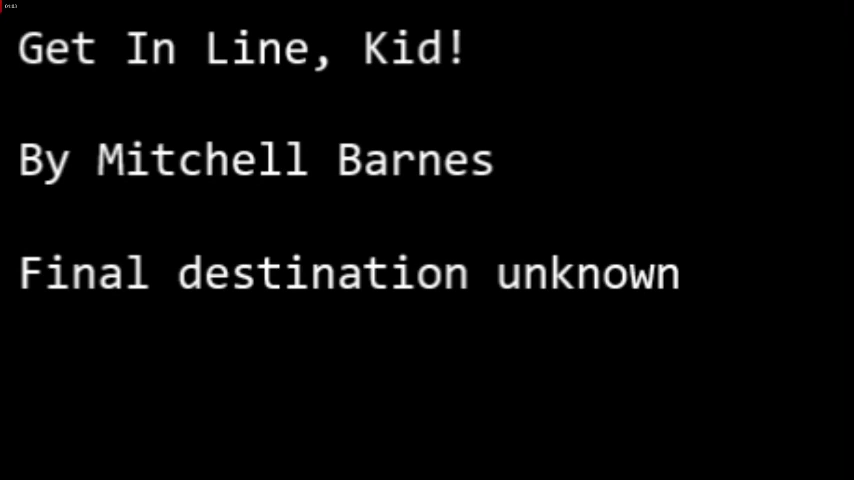 Get In Line, Kid!
By Mitchell Barnes
Final destination unknown